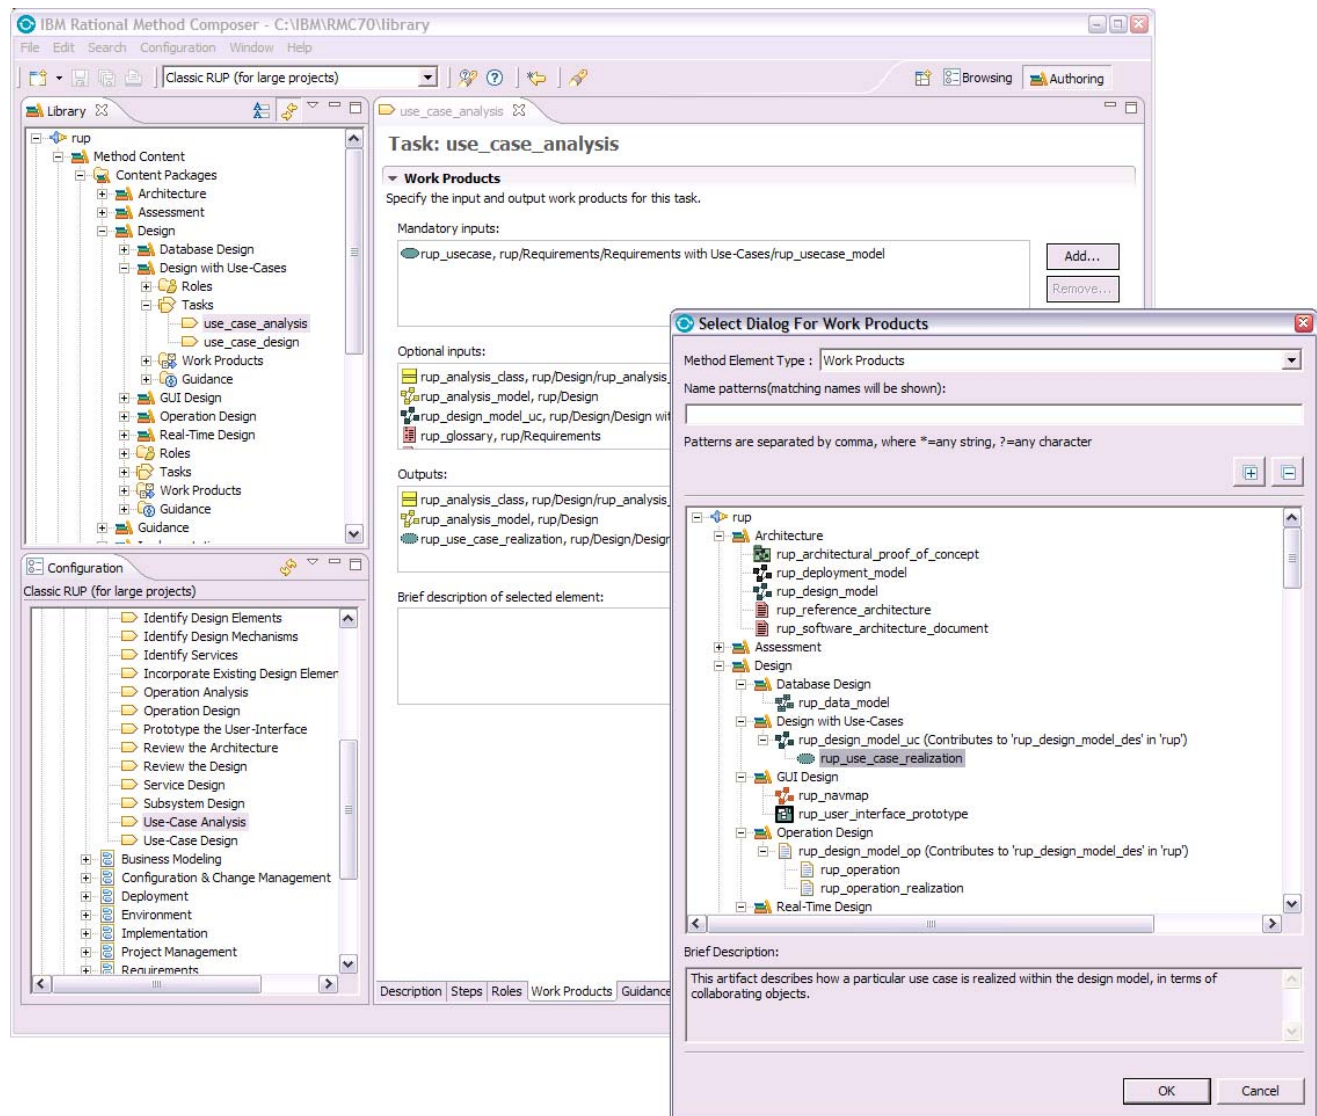 IBM Rational Method Composer - C:\IBM\RMC70\library
File Edit Search Configuration Window Help
Classic RUP (for large projects)
Browsing
Authoring
Library
rup
Method Content
Content Packages
Architecture
Assessment
Design
Database Design
Design with Use-Cases
Roles
Tasks
use_case_analysis
use_case_design
Work Products
Guidance
GUI Design
Operation Design
Real-Time Design
Roles
Tasks
Work Products
Guidance
Guidance
Configuration
Classic RUP (for large projects)
Identify Design Elements
Identify Design Mechanisms
Identify Services
Incorporate Existing Design Elemen
Operation Analysis
Operation Design
Prototype the User-Interface
Review the Architecture
Review the Design
Service Design
Subsystem Design
Use-Case Analysis
Use-Case Design
Business Modeling
Configuration & Change Management
Deployment
Environment
Implementation
Project Management
Requirements
use_case_analysis
Task: use_case_analysis
Work Products
Specify the input and output work products for this task.
Mandatory inputs:
rup_usecase, rup/Requirements/Requirements with Use-Cases/rup_usecase_model
Add...
Remove...
Optional inputs:
rup_analysis_class, rup/Design/rup_analysis_
rup_analysis_model, rup/Design
rup_design_model_uc, rup/Design/Design wit
rup_glossary, rup/Requirements
Outputs:
rup_analysis_class, rup/Design/rup_analysis_
rup_analysis_model, rup/Design
rup_use_case_realization, rup/Design/Design
Brief description of selected element:
Description Steps Roles Work Products Guidance
Select Dialog For Work Products
Method Element Type : Work Products
Name patterns(matching names will be shown):
Patterns are separated by comma, where *=any string, ?=any character
rup
Architecture
rup_architectural_proof_of_concept
rup_deployment_model
rup_design_model
rup_reference_architecture
rup_software_architecture_document
Assessment
Design
Database Design
rup_data_model
Design with Use-Cases
rup_design_model_uc (Contributes to 'rup_design_model_des' in 'rup')
rup_use_case_realization
GUI Design
rup_navmap
rup_user_interface_prototype
Operation Design
rup_design_model_op (Contributes to 'rup_design_model_des' in 'rup')
rup_operation
rup_operation_realization
Real-Time Design
Brief Description:
This artifact describes how a particular use case is realized within the design model, in terms of
collaborating objects.
OK
Cancel